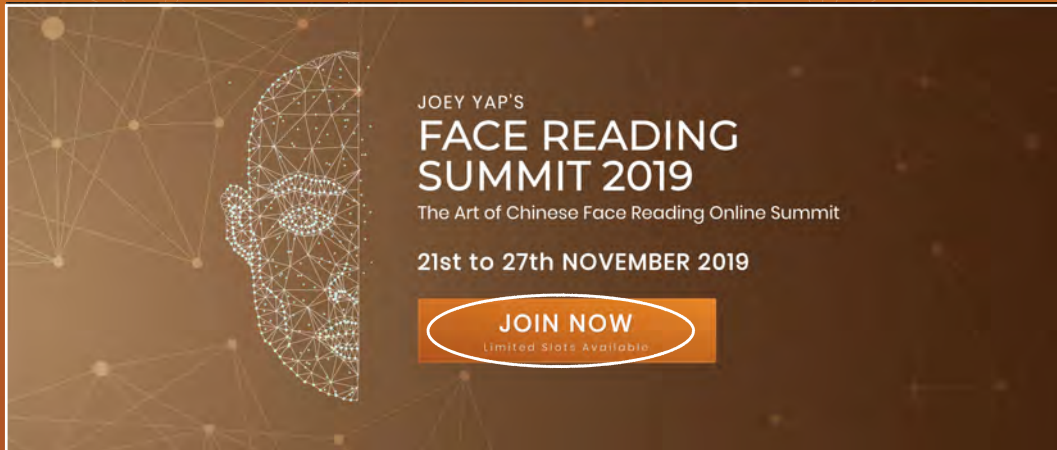 JOEY YAP'S
FACE READING
SUMMIT 2019
The Art of Chinese Face Reading Online Summit
21st to 27th NOVEMBER 2019
JOIN NOW
Limited Slots Available